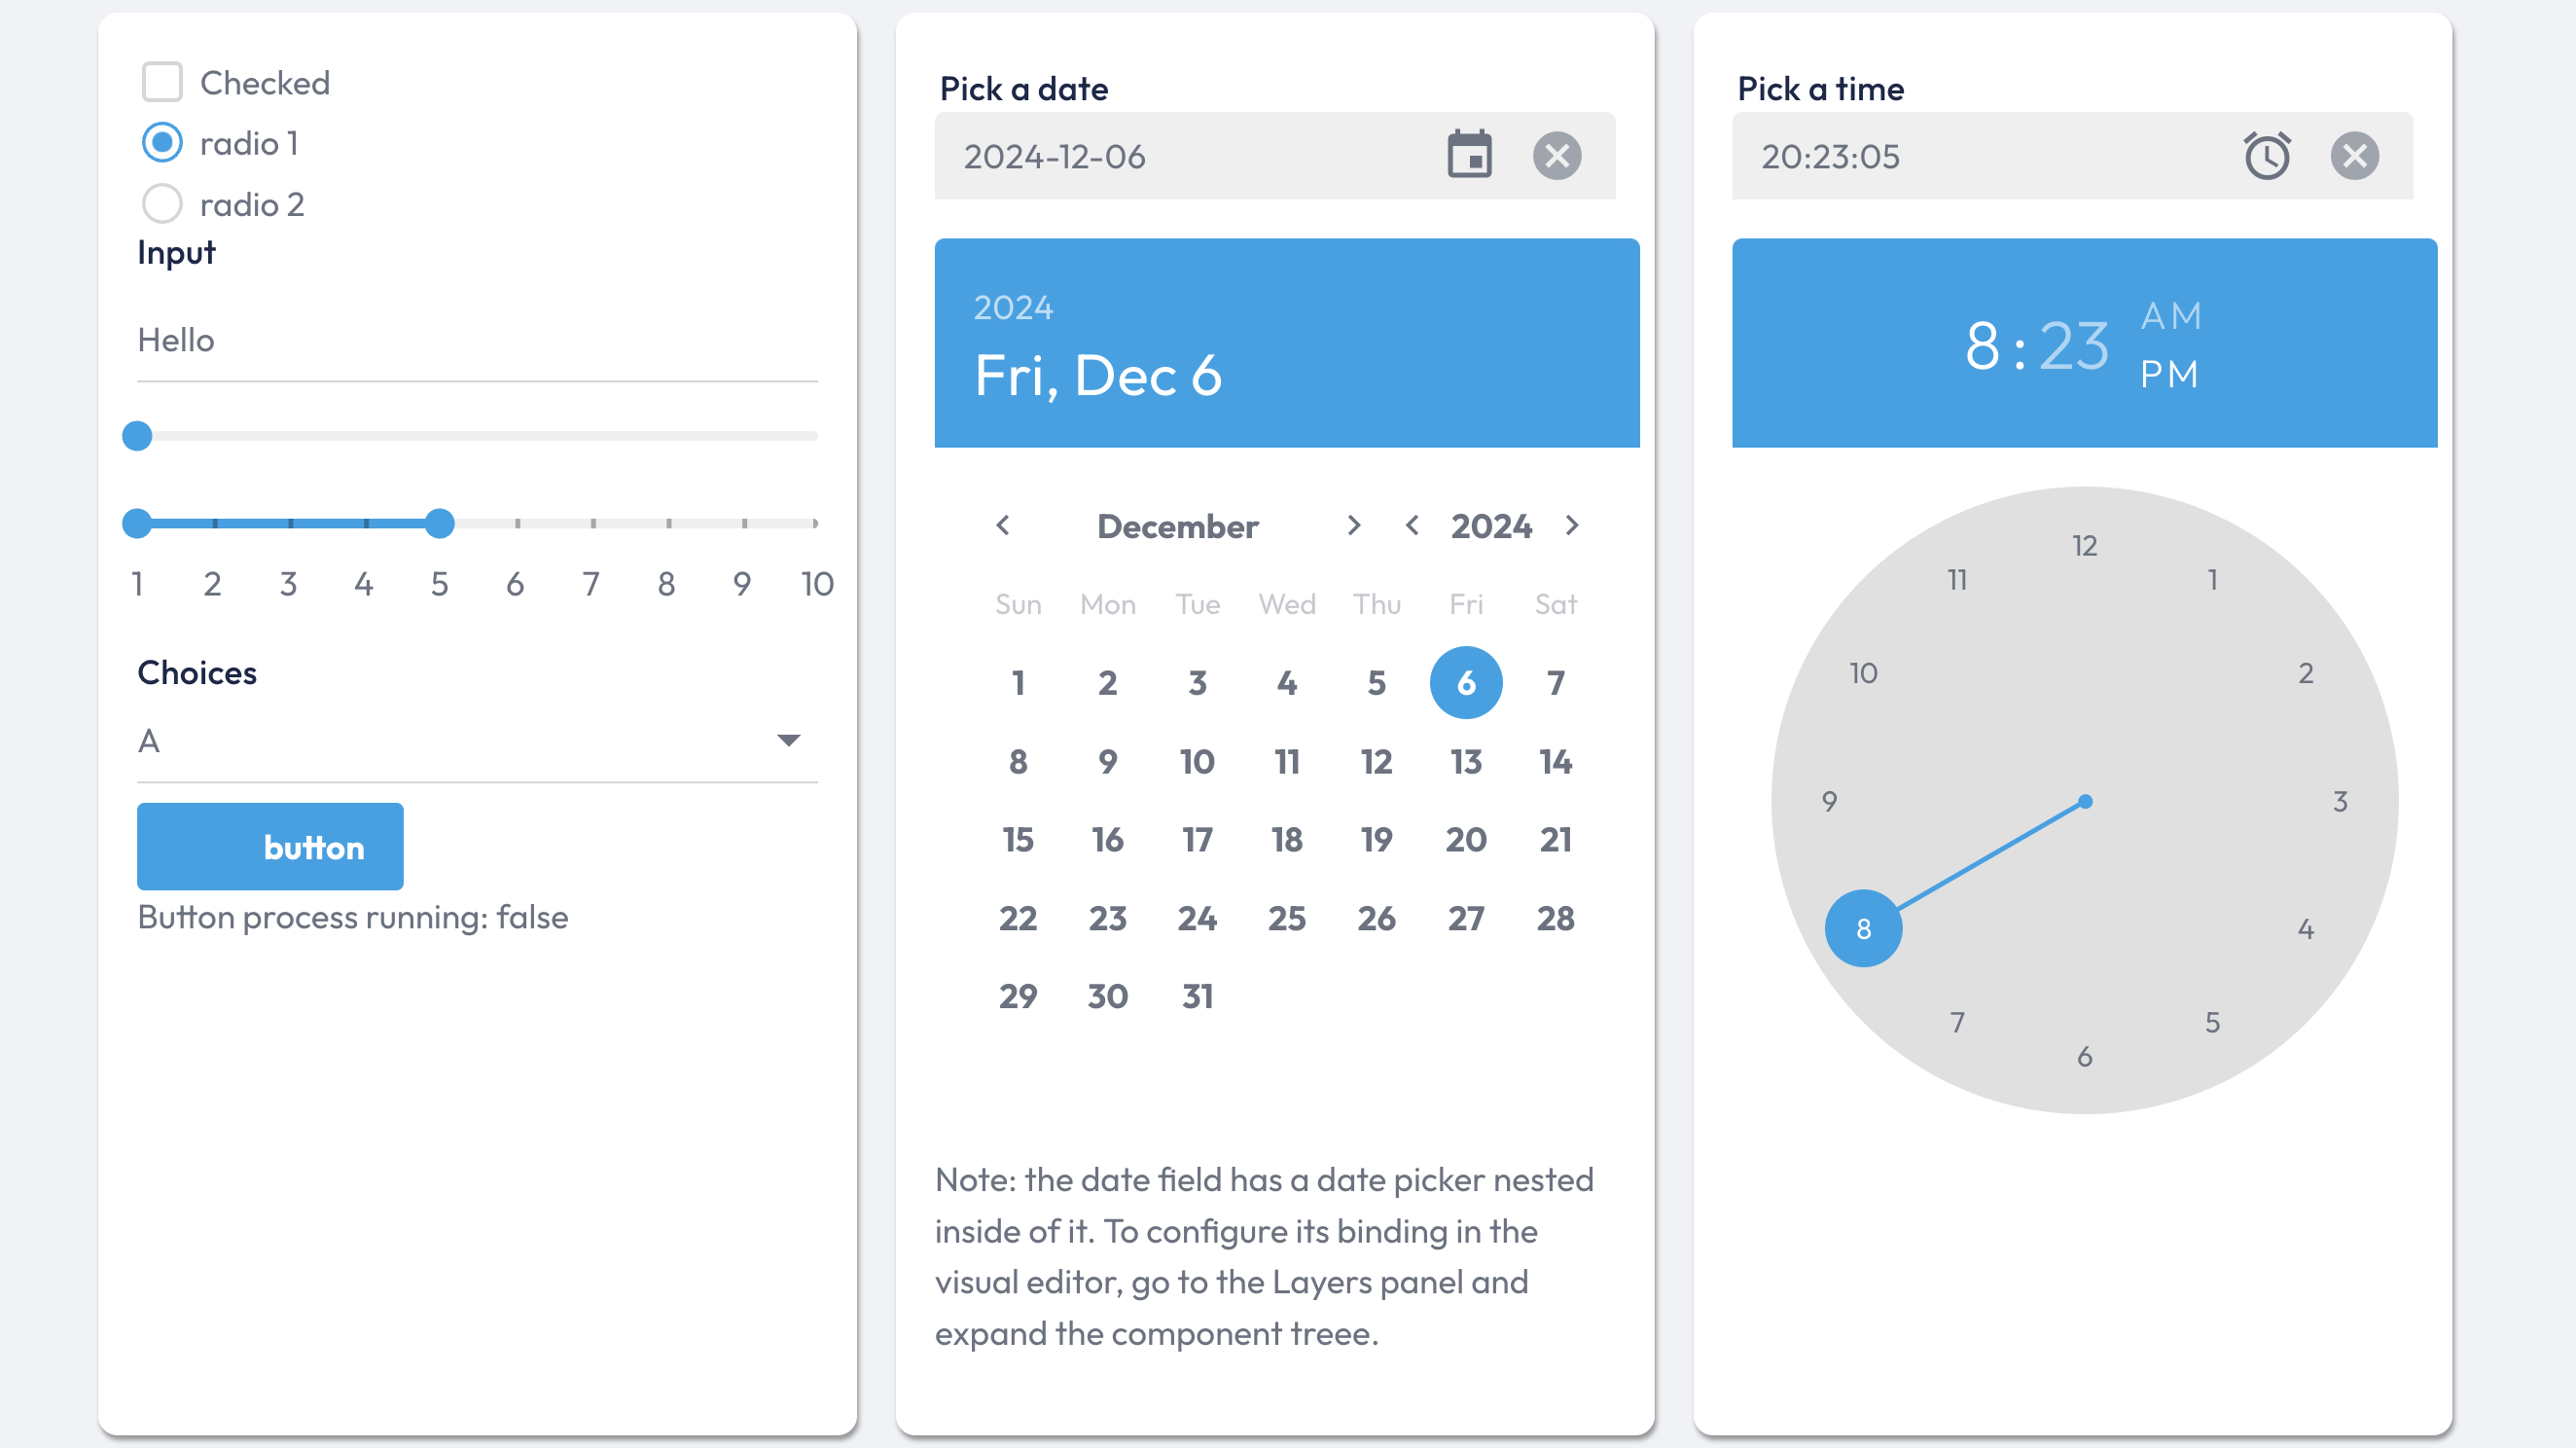 Checked
radio 1
radio 2
Input
Hello
1 2 3 4 5 6 7 8 9 10
Choices
A
button
Button process running: false
Pick a date
2024-12-06
2024
Fri, Dec 6
December 2024
Sun Mon Tue Wed Thu Fri Sat
1 2 3 4 5 6 7
8 9 10 11 12 13 14
15 16 17 18 19 20 21
22 23 24 25 26 27 28
29 30 31
Note: the date field has a date picker nested
inside of it. To configure its binding in the
visual editor, go to the Layers panel and
expand the component treee.
Pick a time
20:23:05
8:23
AM
PM
12
11 1
10 2
9 3
8 4
7 5
6